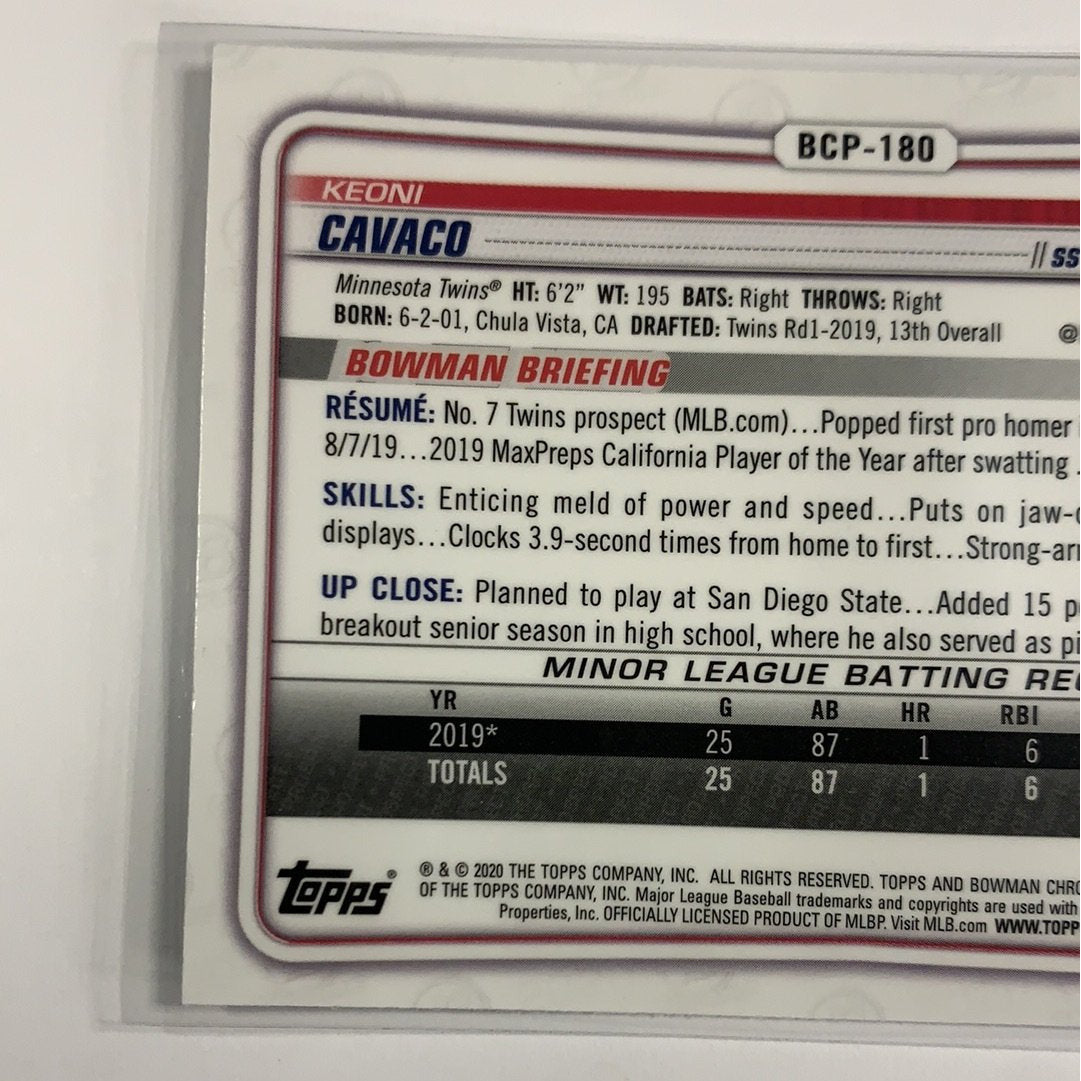 BCP-180
KEONI
CAVACO // SS
Minnesota Twins® HT: 6'2" WT: 195 BATS: Right THROWS: Right
BORN: 6-2-01, Chula Vista, CA DRAFTED: Twins Rd1-2019, 13th Overall @
BOWMAN BRIEFING
RÉSUMÉ: No. 7 Twins prospect (MLB.com)...Popped first pro homer
8/7/19...2019 MaxPreps California Player of the Year after swatting .
SKILLS: Enticing meld of power and speed...Puts on jaw-
displays...Clocks 3.9-second times from home to first...Strong-
UP CLOSE: Planned to play at San Diego State...Added 15
breakout senior season in high school, where he also served as
MINOR LEAGUE BATTING
YR G AB HR RBI
2019* 25 87 1 6
TOTALS 25 87 1 6
topps®
® & © 2020 THE TOPPS COMPANY, INC. ALL RIGHTS RESERVED. TOPPS AND BOWMAN
OF THE TOPPS COMPANY, INC. Major League Baseball trademarks and copyrights are used with
Properties, Inc. OFFICIALLY LICENSED PRODUCT OF MLBP. Visit MLB.com WWW.TOPP